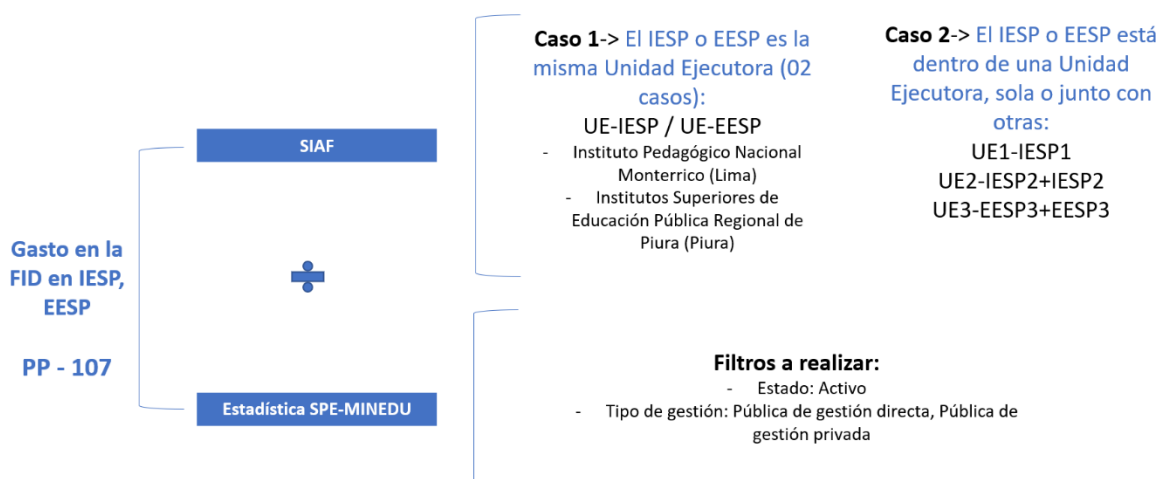 Gasto en la
FID en IESP,
EESP
PP - 107
SIAF
Estadística SPE-MINEDU
Caso 1-> El IESP o EESP es la
misma Unidad Ejecutora (02
casos):
UE-IESP / UE-EESP
- Instituto Pedagógico Nacional
Monterrico (Lima)
- Institutos Superiores de
Educación Pública Regional de
Piura (Piura)
Caso 2-> El IESP o EESP está
dentro de una Unidad
Ejecutora, sola o junto con
otras:
UE1-IESP1
UE2-IESP2+IESP2
UE3-EESP3+EESP3
Filtros a realizar:
- Estado: Activo
- Tipo de gestión: Pública de gestión directa, Pública de
gestión privada